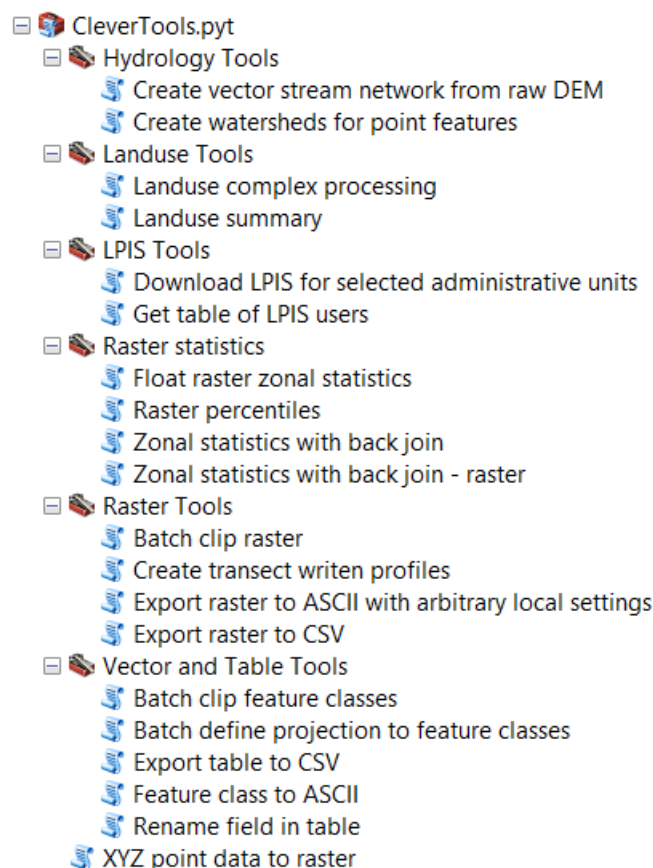 CleverTools.pyt
Hydrology Tools
Create vector stream network from raw DEM
Create watersheds for point features
Landuse Tools
Landuse complex processing
Landuse summary
LPIS Tools
Download LPIS for selected administrative units
Get table of LPIS users
Raster statistics
Float raster zonal statistics
Raster percentiles
Zonal statistics with back join
Zonal statistics with back join - raster
Raster Tools
Batch clip raster
Create transect writen profiles
Export raster to ASCII with arbitrary local settings
Export raster to CSV
Vector and Table Tools
Batch clip feature classes
Batch define projection to feature classes
Export table to CSV
Feature class to ASCII
Rename field in table
XYZ point data to raster